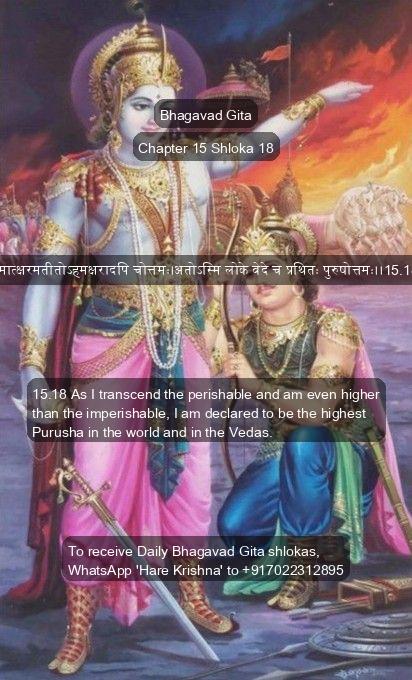 Bhagavad Gita
Chapter 15 Shloka 18
मात्क्षरमतीतोऽहमक्षरादपि चोत्तमः।अतोऽस्मि लोके वेदे च प्रथितः पुरुषोत्तमः।।15.1
15.18 As I transcend the perishable and am even higher
than the imperishable, I am declared to be the highest
Purusha in the world and in the Vedas.
To receive Daily Bhagavad Gita shlokas,
WhatsApp 'Hare Krishna' to +917022312895